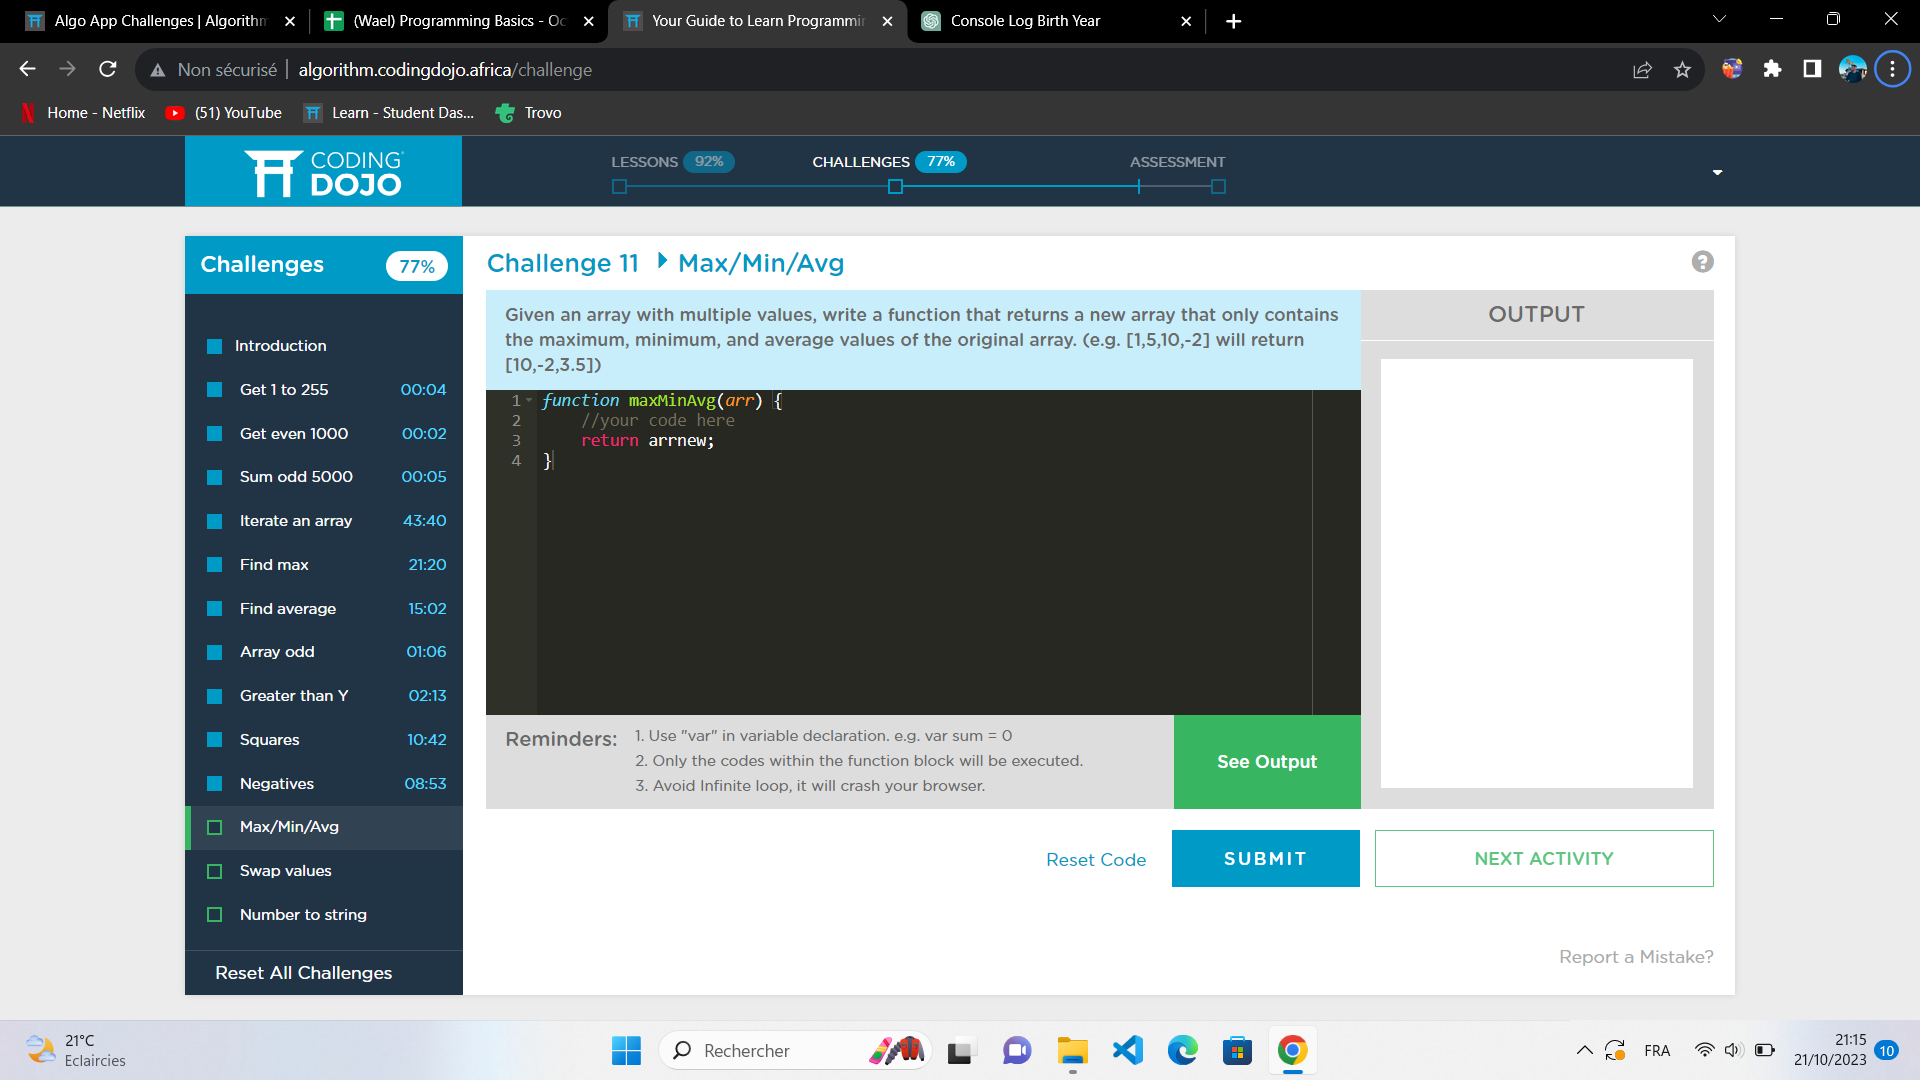 Algo App Challenges | Algorithm
(Wael) Programming Basics - Oc
Your Guide to Learn Programmin
Console Log Birth Year
Non sécurisé
algorithm.codingdojo.africa/challenge
Home - Netflix
(51) YouTube
Learn - Student Das...
Trovo
CODING
DOJO
LESSONS 92%
CHALLENGES 77%
ASSESSMENT
Challenges 77%
Introduction
Get 1 to 255 00:04
Get even 1000 00:02
Sum odd 5000 00:05
Iterate an array 43:40
Find max 21:20
Find average 15:02
Array odd 01:06
Greater than Y 02:13
Squares 10:42
Negatives 08:53
Max/Min/Avg
Swap values
Number to string
Reset All Challenges
Challenge 11 Max/Min/Avg
?
Given an array with multiple values, write a function that returns a new array that only contains
the maximum, minimum, and average values of the original array. (e.g. [1,5,10,-2] will return
[10,-2,3.5])
1 function maxMinAvg(arr) {
2 //your code here
3 return arrnew;
4 }
OUTPUT
Reminders:
1. Use "var" in variable declaration. e.g. var sum = 0
2. Only the codes within the function block will be executed.
3. Avoid Infinite loop, it will crash your browser.
See Output
Reset Code
SUBMIT
NEXT ACTIVITY
Report a Mistake?
21°C
Eclaircies
Rechercher
FRA
21:15
21/10/2023
10